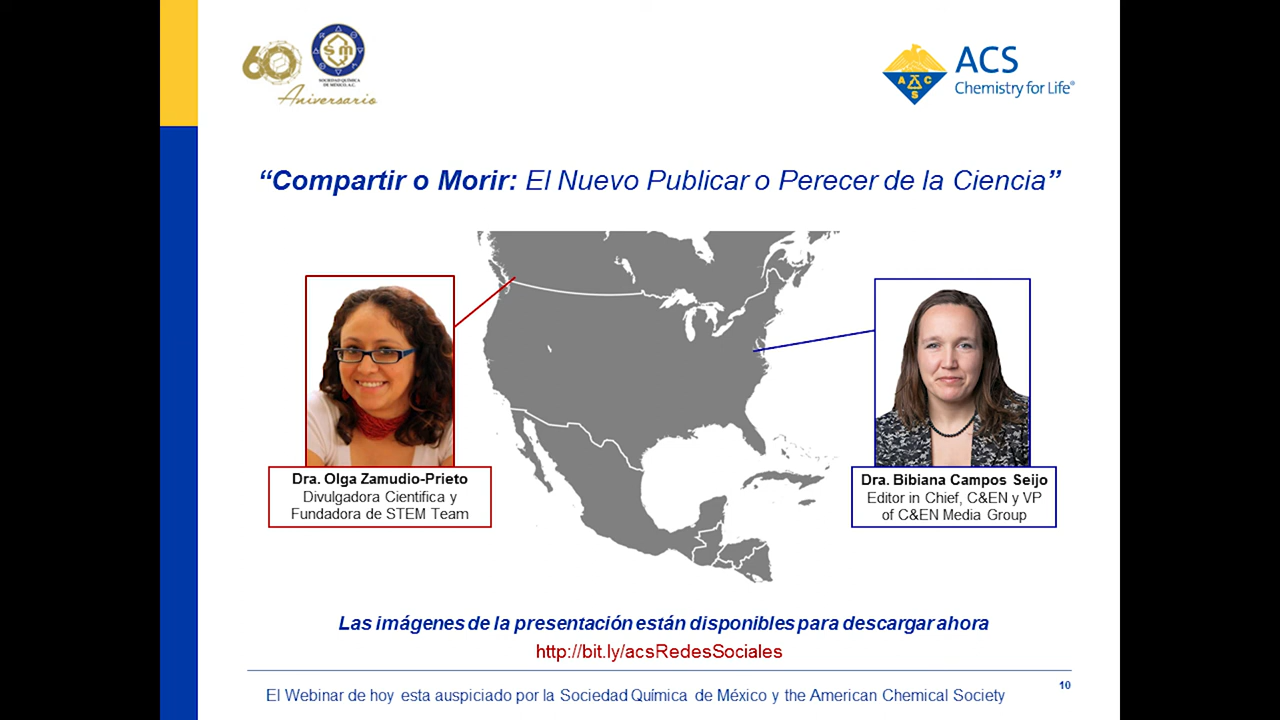 60
SQM
SOCIEDAD QUÍMICA
DE MÉXICO, A.C.
Aniversario
ACS
ACS
Chemistry for Life®
“Compartir o Morir: El Nuevo Publicar o Perecer de la Ciencia”
Dra. Olga Zamudio-Prieto
Divulgadora Cientifica y
Fundadora de STEM Team
Dra. Bibiana Campos Seijo
Editor in Chief, C&EN y VP
of C&EN Media Group
Las imágenes de la presentación están disponibles para descargar ahora
http://bit.ly/acsRedesSociales
El Webinar de hoy esta auspiciado por la Sociedad Química de México y the American Chemical Society
10